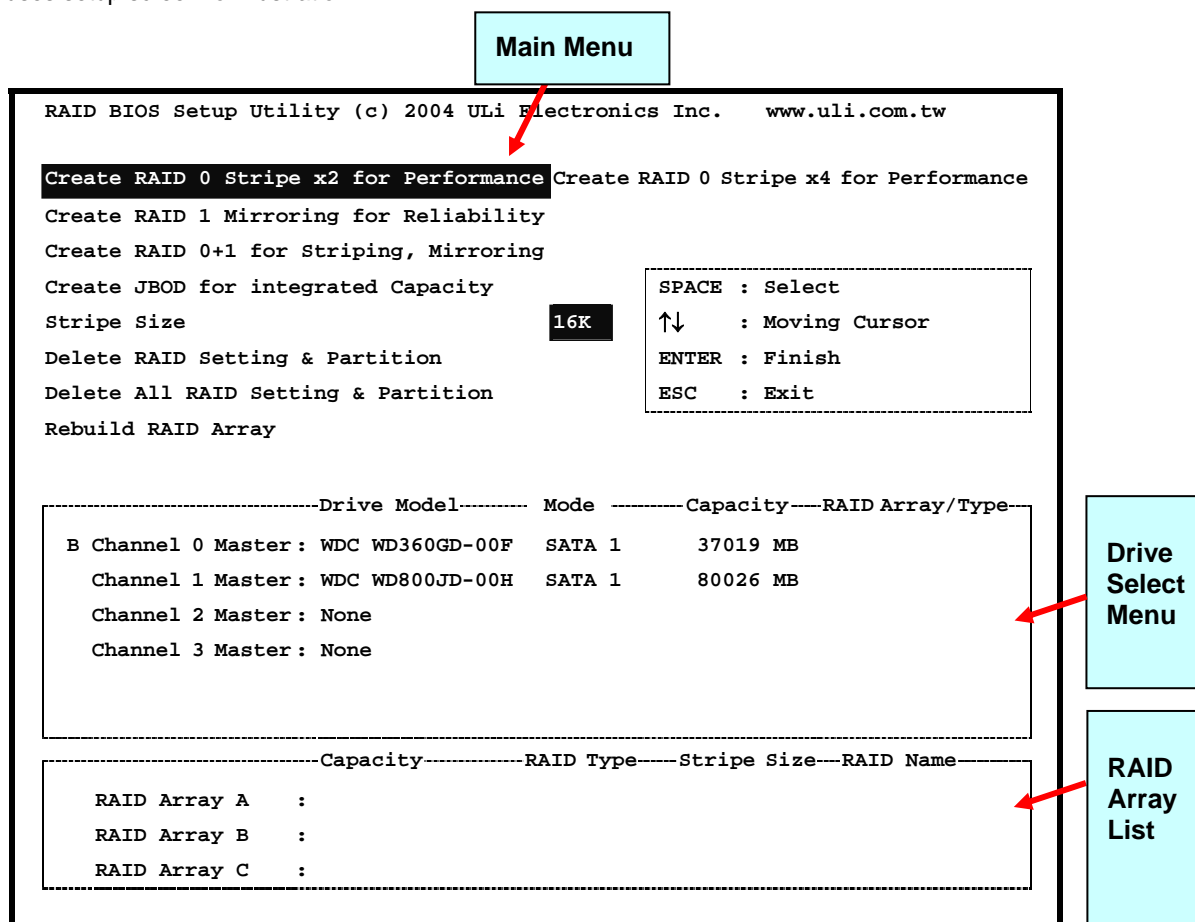 Main Menu
RAID BIOS Setup Utility (c) 2004 ULi Electronics Inc. www.uli.com.tw
Create RAID 0 Stripe x2 for Performance Create RAID 0 Stripe x4 for Performance
Create RAID 1 Mirroring for Reliability
Create RAID 0+1 for Striping, Mirroring
Create JBOD for integrated Capacity
Stripe Size 16K
Delete RAID Setting & Partition
Delete All RAID Setting & Partition
Rebuild RAID Array
SPACE : Select
↑↓ : Moving Cursor
ENTER : Finish
ESC : Exit
Drive Model Mode Capacity RAID Array/Type
B Channel 0 Master : WDC WD360GD-00F SATA 1 37019 MB
Channel 1 Master : WDC WD800JD-00H SATA 1 80026 MB
Channel 2 Master : None
Channel 3 Master : None
Drive
Select
Menu
Capacity RAID Type Stripe Size RAID Name
RAID Array A :
RAID Array B :
RAID Array C :
RAID
Array
List